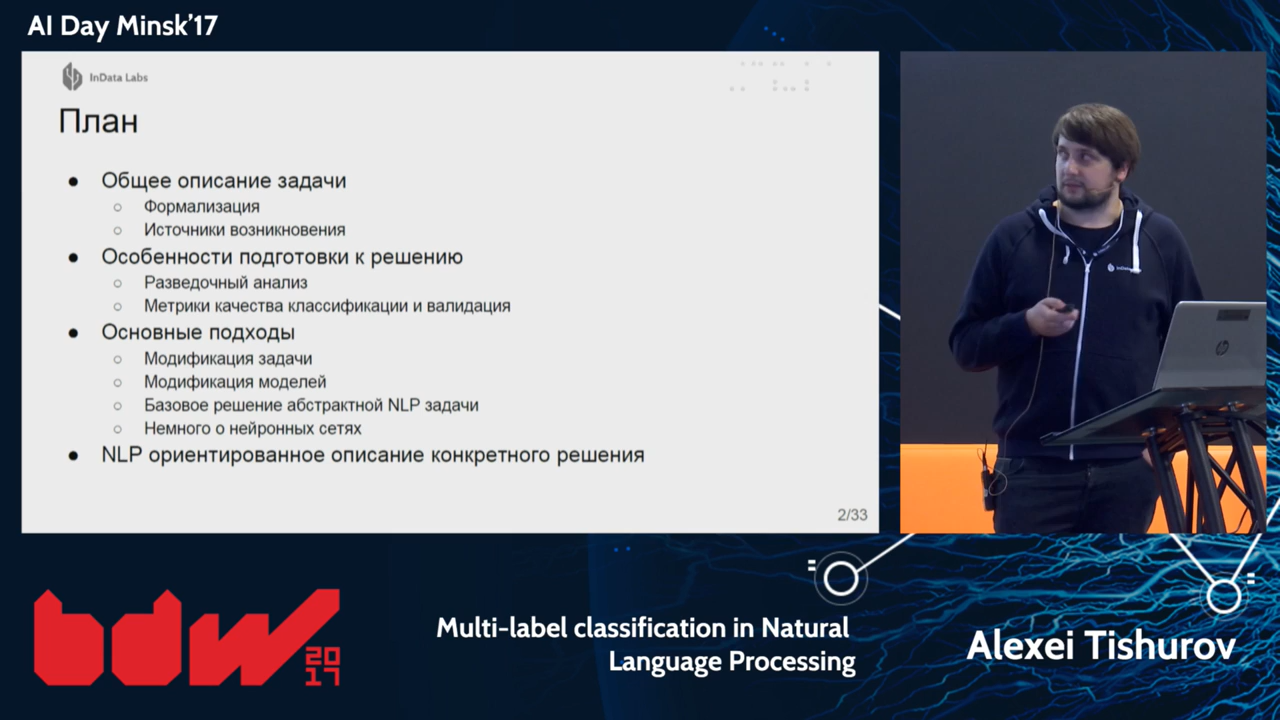 AI Day Minsk'17
InData Labs
План
● Общее описание задачи
○ Формализация
○ Источники возникновения
● Особенности подготовки к решению
○ Разведочный анализ
○ Метрики качества классификации и валидация
● Основные подходы
○ Модификация задачи
○ Модификация моделей
○ Базовое решение абстрактной NLP задачи
○ Немного о нейронных сетях
● NLP ориентированное описание конкретного решения
2/33
hp
bdw
2017
Multi-label classification in Natural
Language Processing
Alexei Tishurov